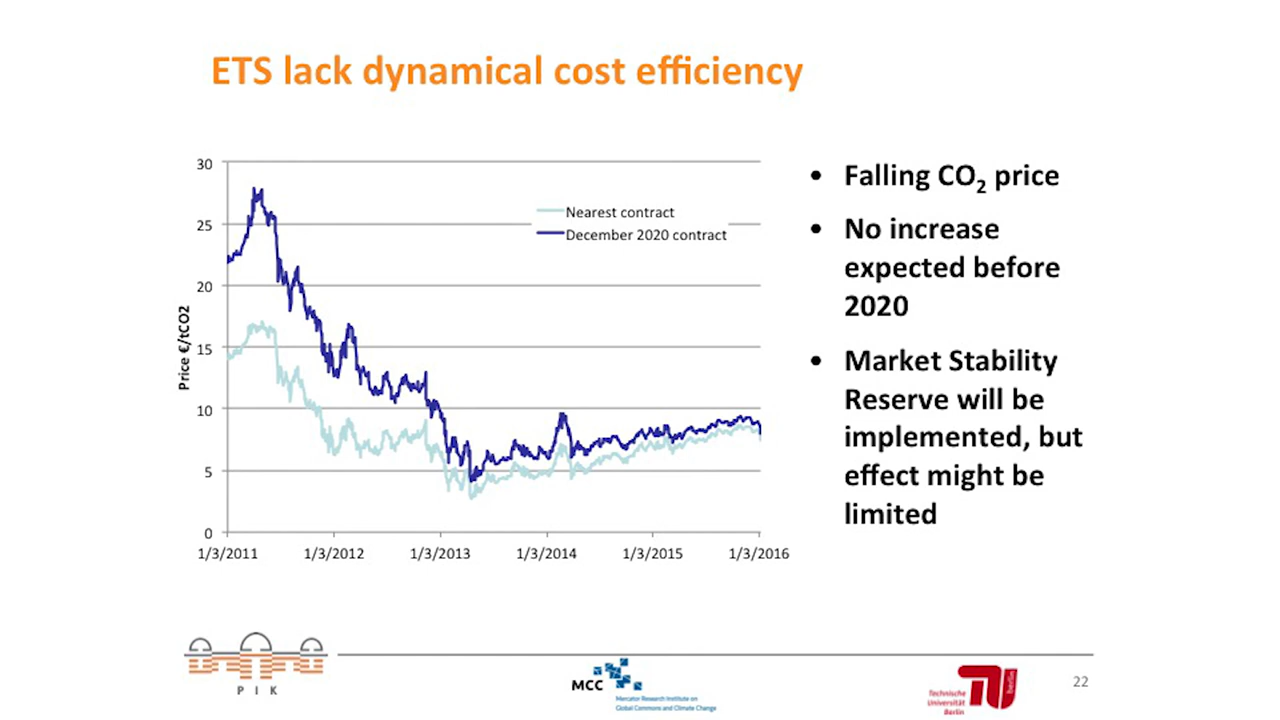 ETS lack dynamical cost efficiency
30
25
20
15
10
5
0
Price €/tCO2
Nearest contract
December 2020 contract
1/3/2011 1/3/2012 1/3/2013 1/3/2014 1/3/2015 1/3/2016
• Falling CO₂ price
• No increase
expected before
2020
• Market Stability
Reserve will be
implemented, but
effect might be
limited
P I K
MCC
Mercator Research Institute on
Global Commons and Climate Change
Technische
Universität
Berlin
berlin
22